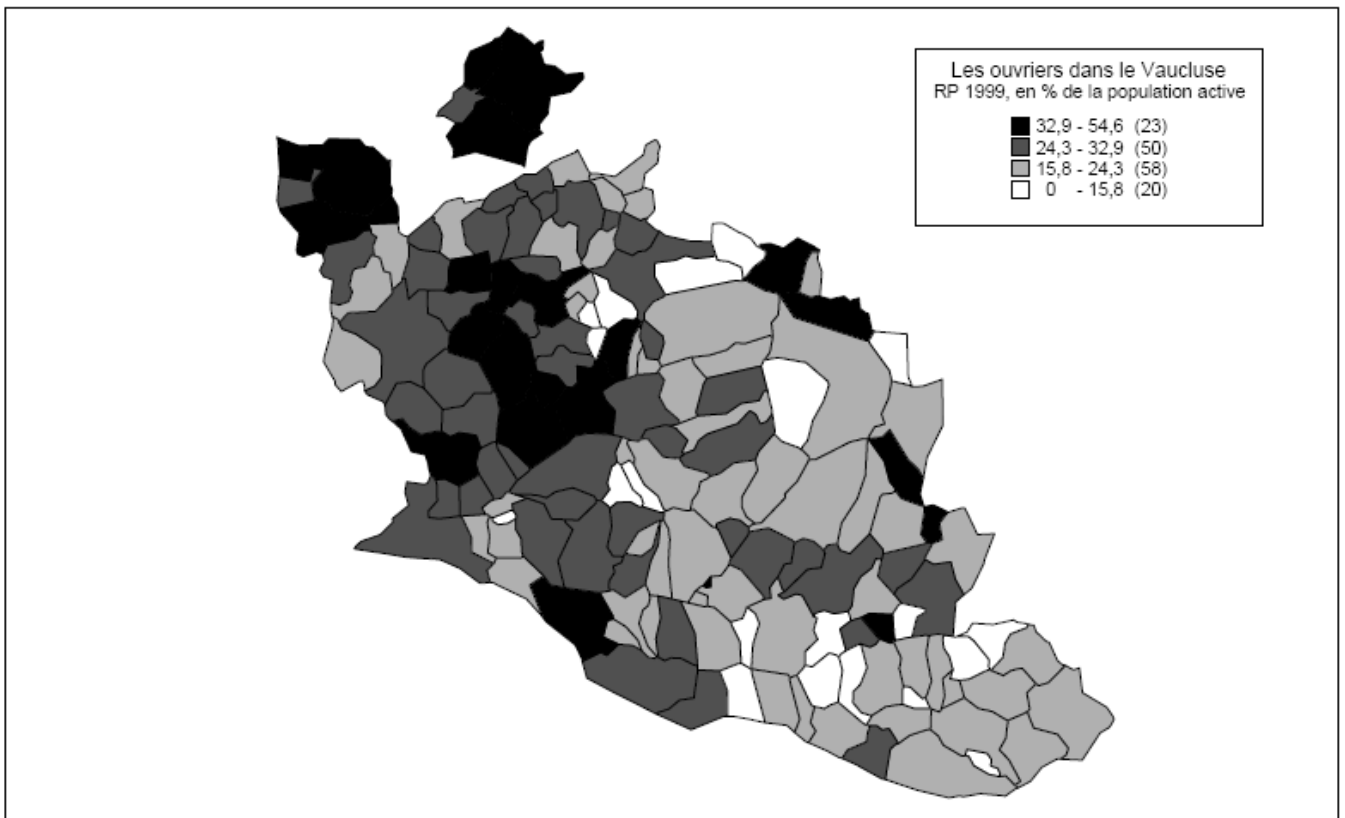 Les ouvriers dans le Vaucluse
RP 1999, en % de la population active
32,9 - 54,6 (23)
24,3 - 32,9 (50)
15,8 - 24,3 (58)
0 - 15,8 (20)